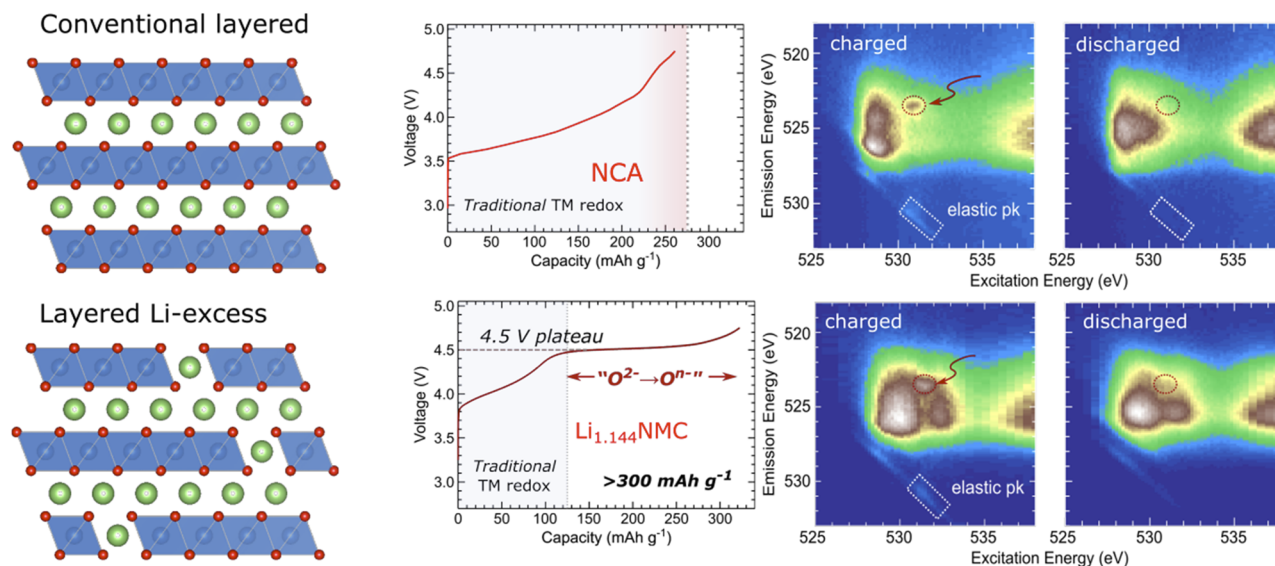 Conventional layered
5.0
4.5
4.0
3.5
3.0
Voltage (V)
NCA
Traditional TM redox
0 50 100 150 200 250 300
Capacity (mAh g-1)
520
525
530
Emission Energy (eV)
charged
elastic pk
discharged
525 530 525 530
Excitation Energy (eV)
Layered Li-excess
5.0
4.5
4.0
3.5
3.0
Voltage (V)
4.5 V plateau
"O2-→On-"
Li1.144NMC
Traditional
TM redox
>300 mAh g-1
0 50 100 150 200 250 300
Capacity (mAh g-1)
520
525
530
Emission Energy (eV)
charged
elastic pk
discharged
525 530 525 530
Excitation Energy (eV)